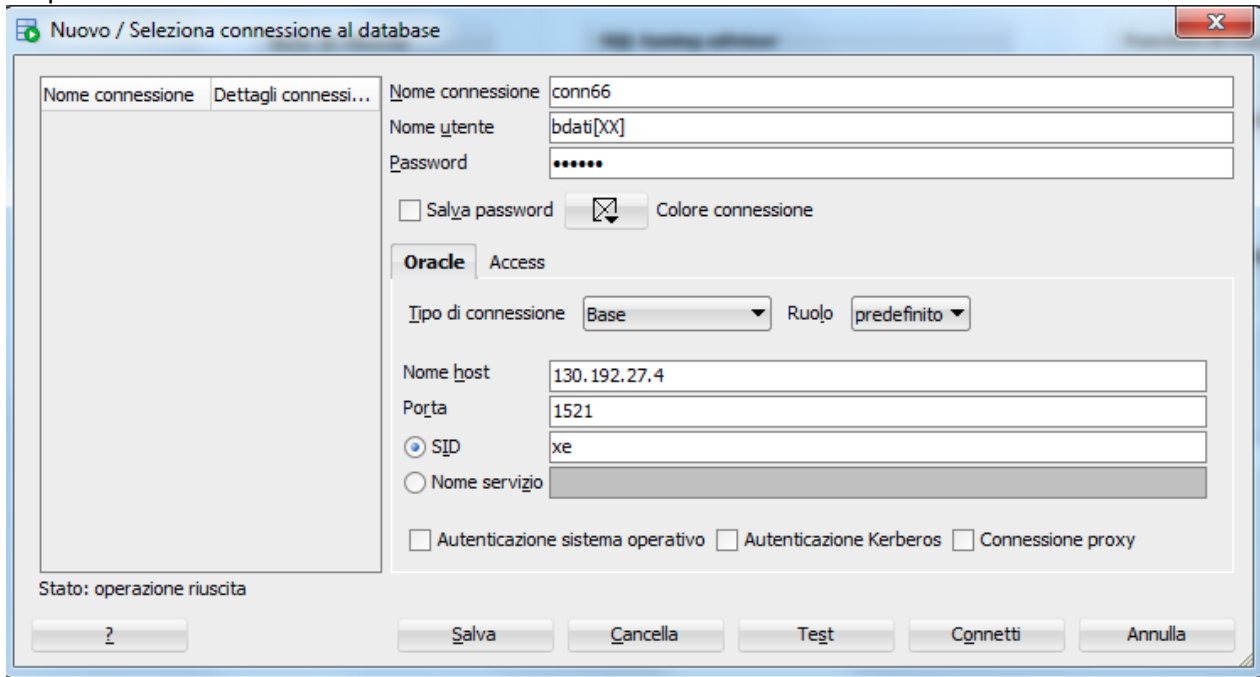 Nuovo / Seleziona connessione al database
Nome connessione Dettagli connessi...
Nome connessione conn66
Nome utente bdati[XX]
Password ••••••
Salva password Colore connessione
Oracle Access
Tipo di connessione Base Ruolo predefinito
Nome host 130.192.27.4
Porta 1521
SID xe
Nome servizio
Autenticazione sistema operativo Autenticazione Kerberos Connessione proxy
Stato: operazione riuscita
? Salva Cancella Test Connetti Annulla